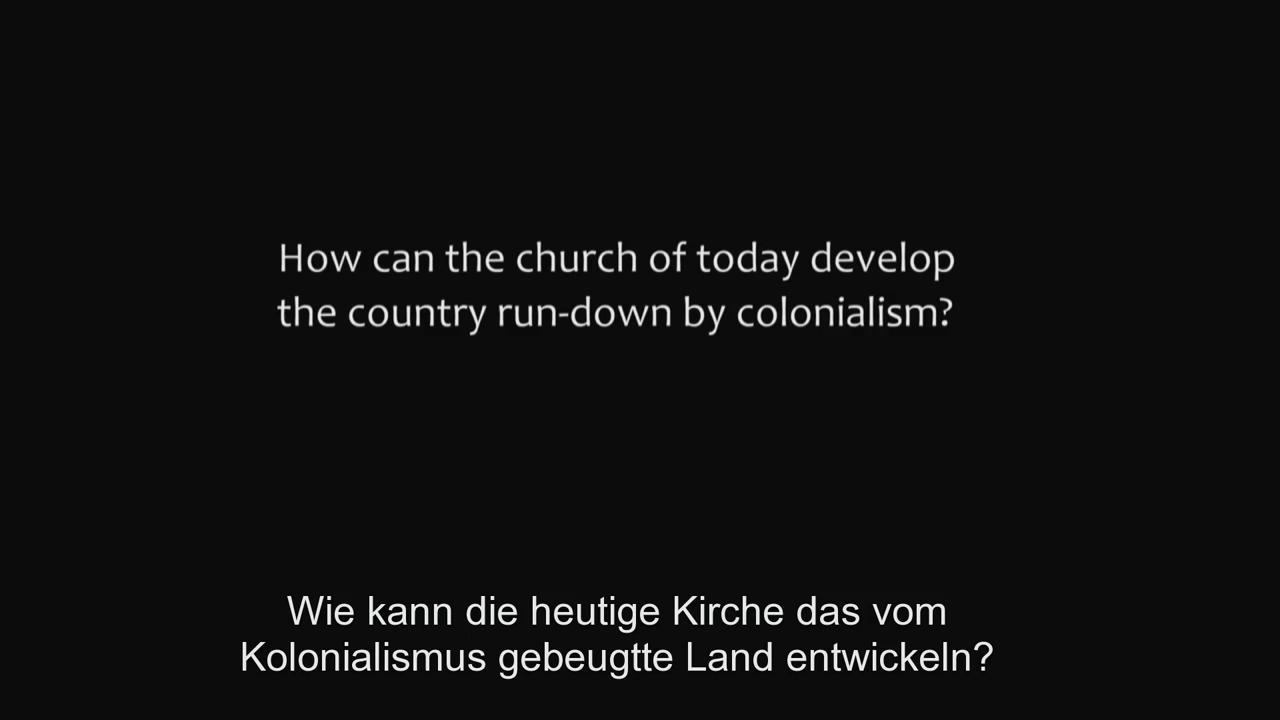 How can the church of today develop
the country run-down by colonialism?
Wie kann die heutige Kirche das vom
Kolonialismus gebeugtte Land entwickeln?